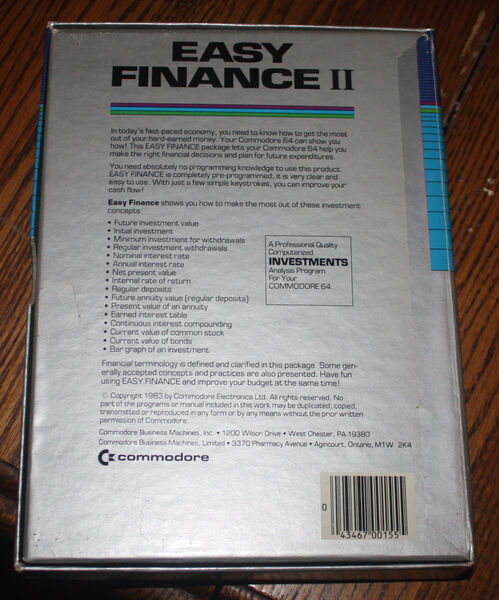 EASY
FINANCE II
In today's fast-paced economy, you need to know how to get the most
out of your hard-earned money. Your Commodore 64 can show you
how! This EASY FINANCE package lets your Commodore 64 help you
make the right financial decisions and plan for future expenditures.
You need absolutely no programming knowledge to use this product.
EASY FINANCE is completely pre-programmed; it is very clear and
easy to use. With just a few simple keystrokes, you can improve your
cash flow!
Easy Finance shows you how to make the most out of these investment
concepts.
• Future investment value
• Initial investment
• Minimum investment for withdrawals
• Regular investment withdrawals
• Nominal interest rate
• Annual interest rate
• Net present value
• Internal rate of return
• Regular deposits
• Future annuity value (regular deposits)
• Present value of an annuity
• Earned interest table
• Continuous interest compounding
• Current value of common stock
• Current value of bonds
• Bar graph of an investment
A Professional Quality
Computerized
INVESTMENTS
Analysis Program
For Your
COMMODORE 64.
Financial terminology is defined and clarified in this package. Some gen-
erally accepted concepts and practices are also presented. Have fun
using EASY FINANCE and improve your budget at the same time!
© Copyright 1983 by Commodore Electronics Ltd. All rights reserved. No
part of the programs or manual included in this work may be duplicated, copied,
transmitted or reproduced in any form or by any means without the prior written
permission of Commodore.
Commodore Business Machines, Inc. • 1200 Wilson Drive • West Chester, PA 19380
Commodore Business Machines, Limited • 3370 Pharmacy Avenue • Agincourt, Ontario, M1W 2K4
commodore
0 43467 00155